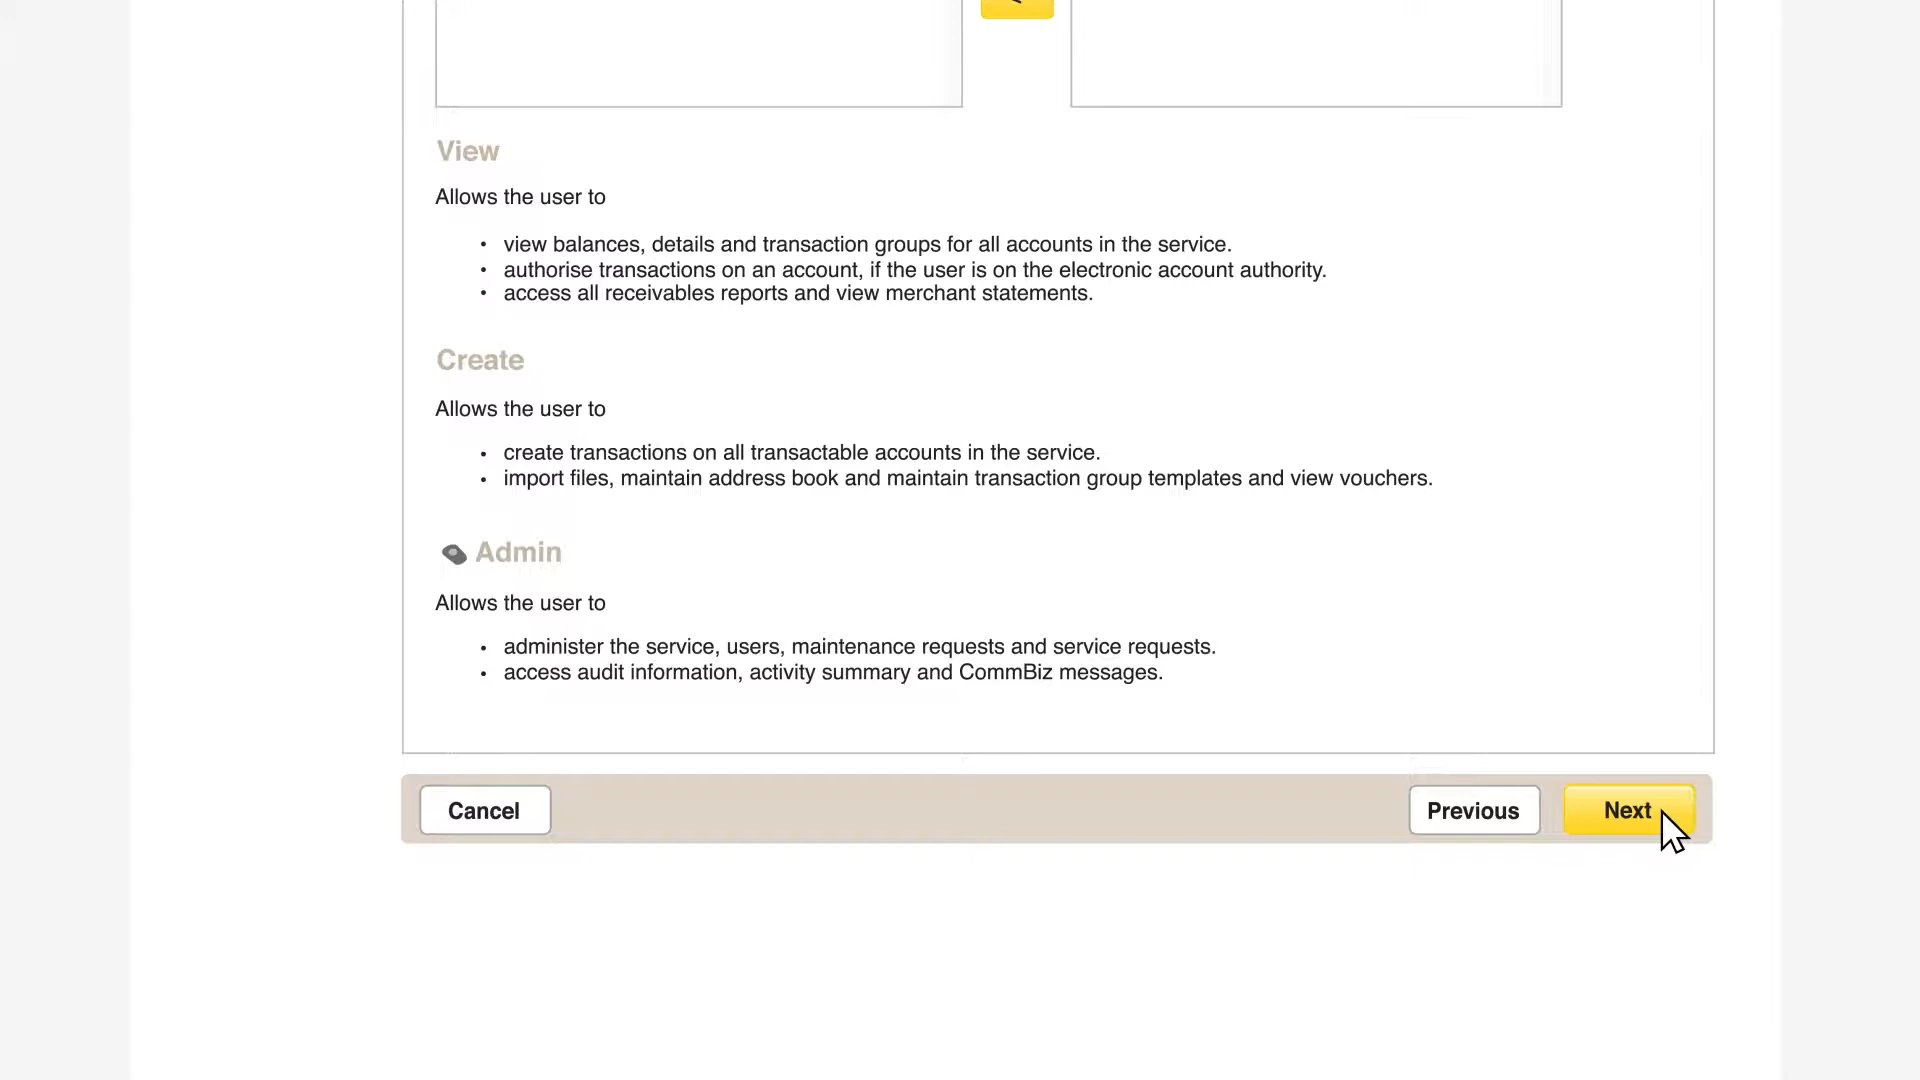 View
Allows the user to
• view balances, details and transaction groups for all accounts in the service.
• authorise transactions on an account, if the user is on the electronic account authority.
• access all receivables reports and view merchant statements.
Create
Allows the user to
• create transactions on all transactable accounts in the service.
• import files, maintain address book and maintain transaction group templates and view vouchers.
Admin
Allows the user to
• administer the service, users, maintenance requests and service requests.
• access audit information, activity summary and CommBiz messages.
Cancel Previous Next